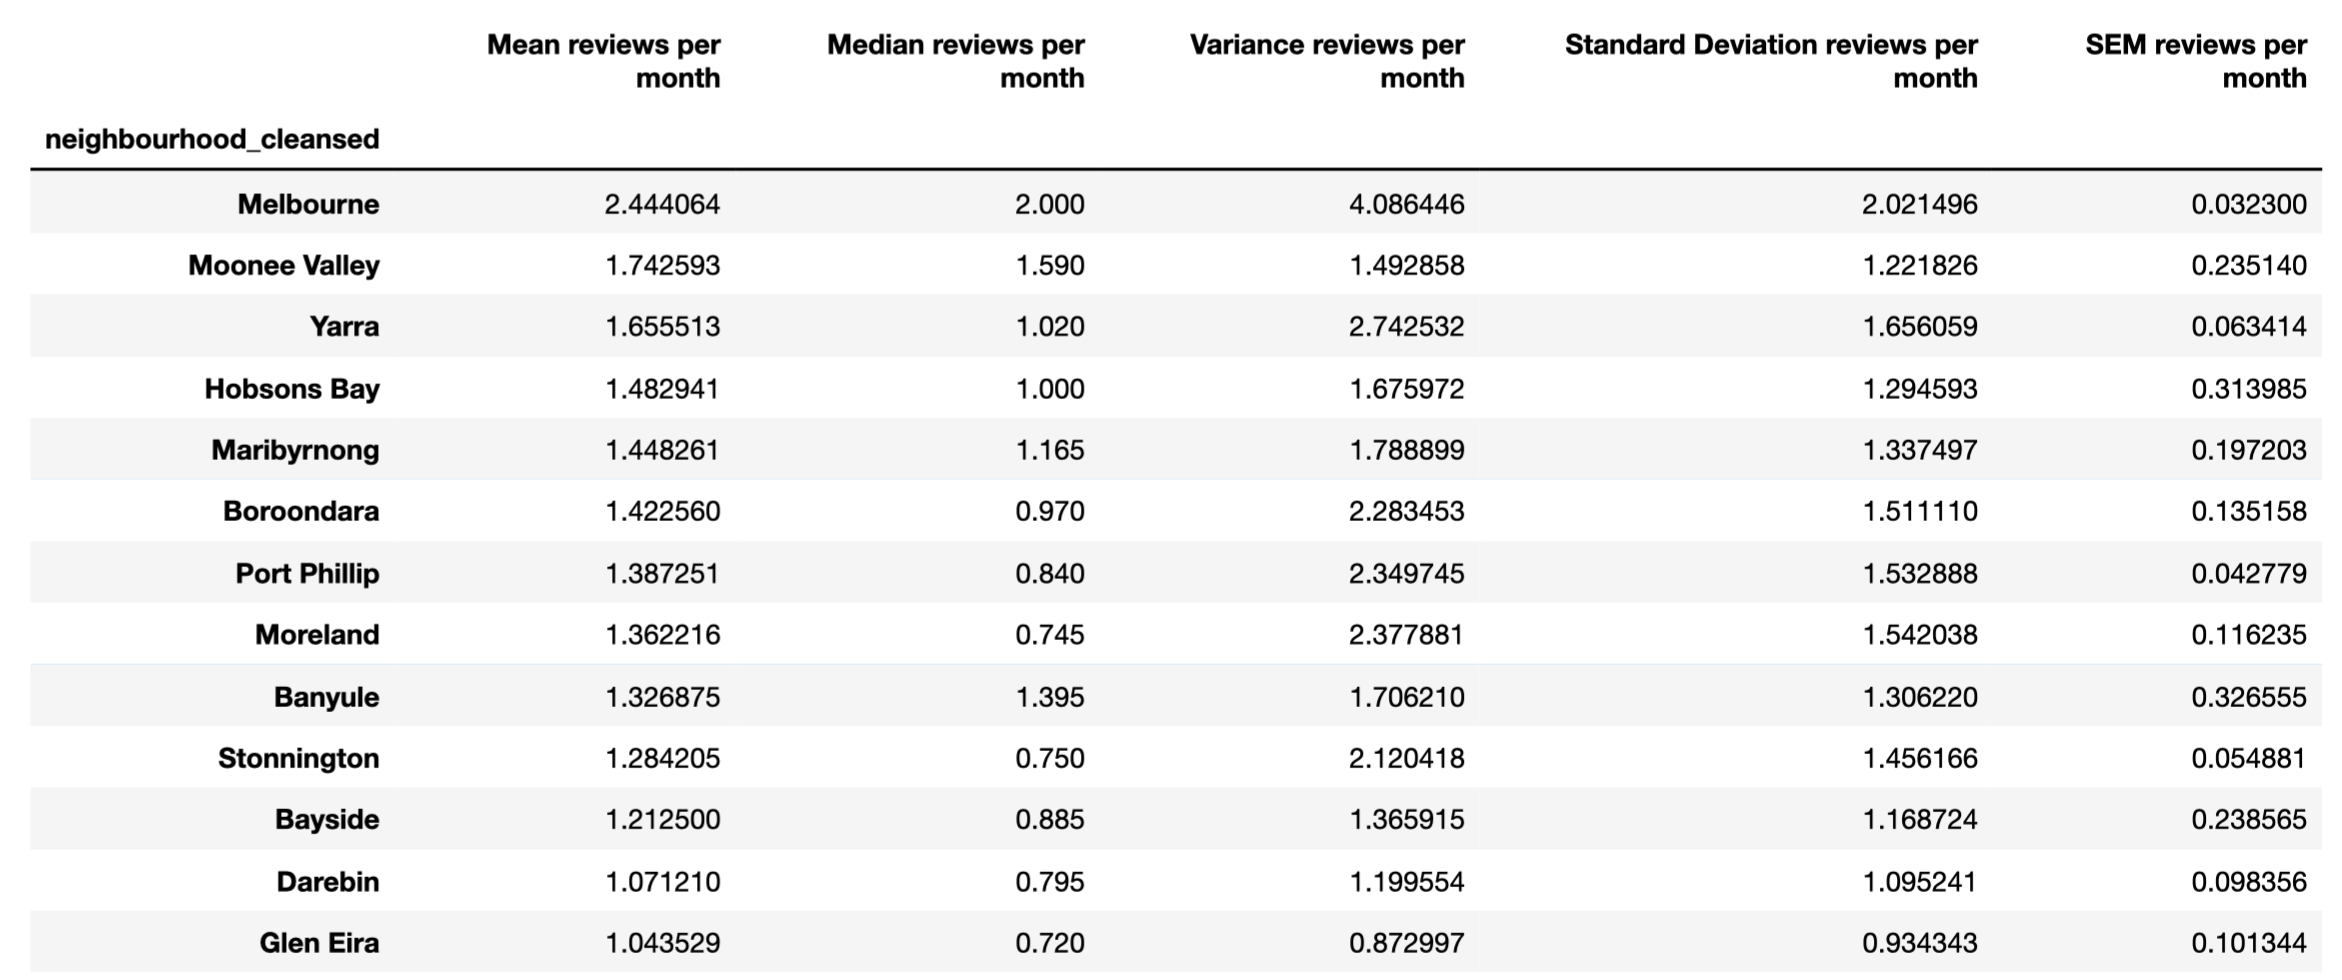 Mean reviews per month Median reviews per month Variance reviews per month Standard Deviation reviews per month SEM reviews per month
neighbourhood_cleansed
Melbourne 2.444064 2.000 4.086446 2.021496 0.032300
Moonee Valley 1.742593 1.590 1.492858 1.221826 0.235140
Yarra 1.655513 1.020 2.742532 1.656059 0.063414
Hobsons Bay 1.482941 1.000 1.675972 1.294593 0.313985
Maribyrnong 1.448261 1.165 1.788899 1.337497 0.197203
Boroondara 1.422560 0.970 2.283453 1.511110 0.135158
Port Phillip 1.387251 0.840 2.349745 1.532888 0.042779
Moreland 1.362216 0.745 2.377881 1.542038 0.116235
Banyule 1.326875 1.395 1.706210 1.306220 0.326555
Stonnington 1.284205 0.750 2.120418 1.456166 0.054881
Bayside 1.212500 0.885 1.365915 1.168724 0.238565
Darebin 1.071210 0.795 1.199554 1.095241 0.098356
Glen Eira 1.043529 0.720 0.872997 0.934343 0.101344